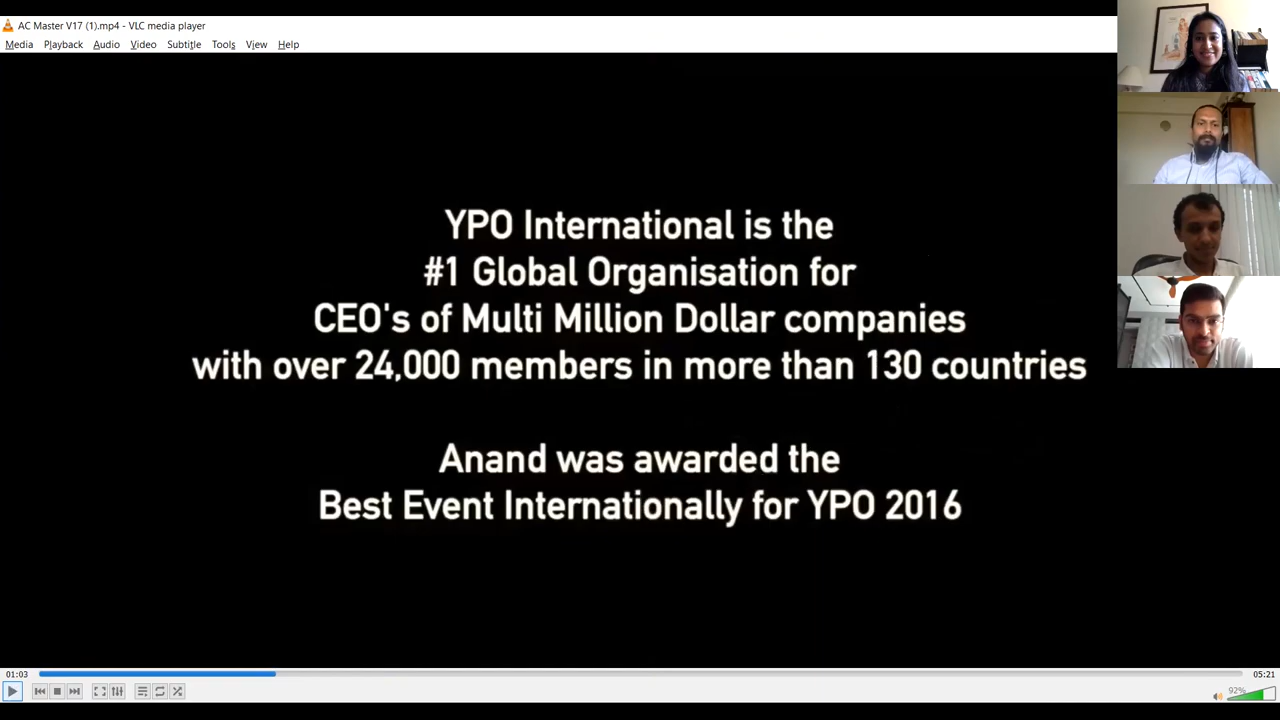 AC Master V17 (1).mp4 - VLC media player
Media Playback Audio Video Subtitle Tools View Help
YPO International is the
#1 Global Organisation for
CEO's of Multi Million Dollar companies
with over 24,000 members in more than 130 countries
Anand was awarded the
Best Event Internationally for YPO 2016
01:03
05:21
92%